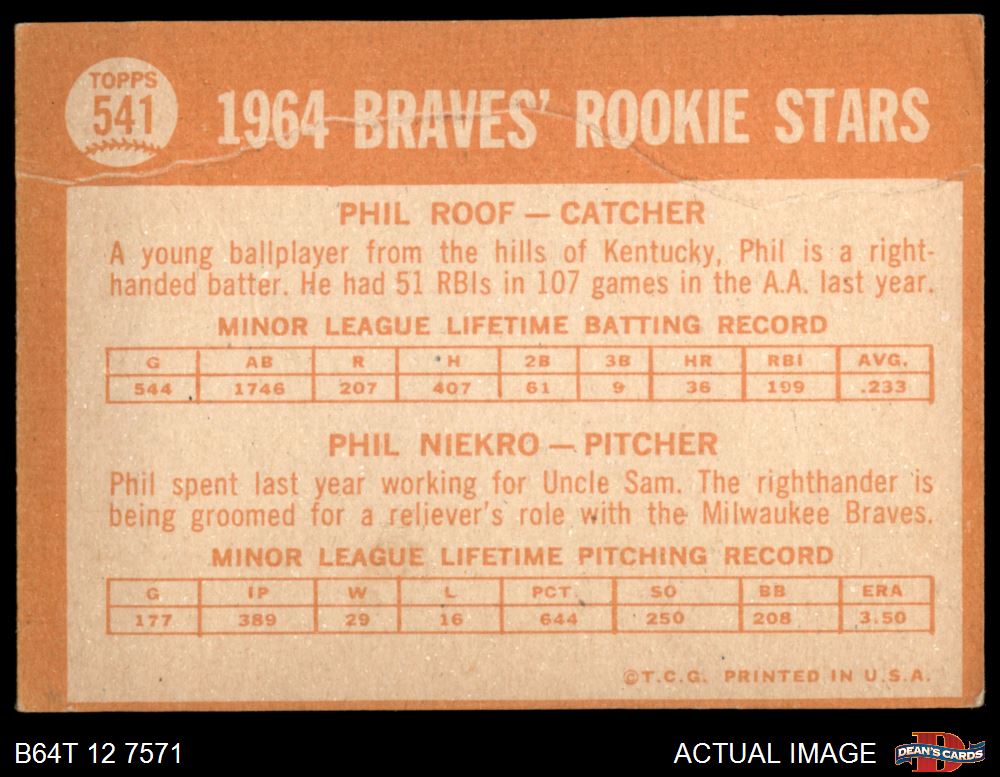 TOPPS
541
1964 BRAVES' ROOKIE STARS
PHIL ROOF — CATCHER
A young ballplayer from the hills of Kentucky, Phil is a right-
handed batter. He had 51 RBIs in 107 games in the A.A. last year.
MINOR LEAGUE LIFETIME BATTING RECORD
G AB R H 2B 3B HR RBI AVG.
544 1746 207 407 61 9 36 199 .233
PHIL NIEKRO — PITCHER
Phil spent last year working for Uncle Sam. The righthander is
being groomed for a reliever's role with the Milwaukee Braves.
MINOR LEAGUE LIFETIME PITCHING RECORD
G IP W L PCT. SO BB ERA
177 389 29 16 644 250 208 3.50
©T.C.G. PRINTED IN U.S.A.
B64T 12 7571
ACTUAL IMAGE
D
DEAN'S CARDS